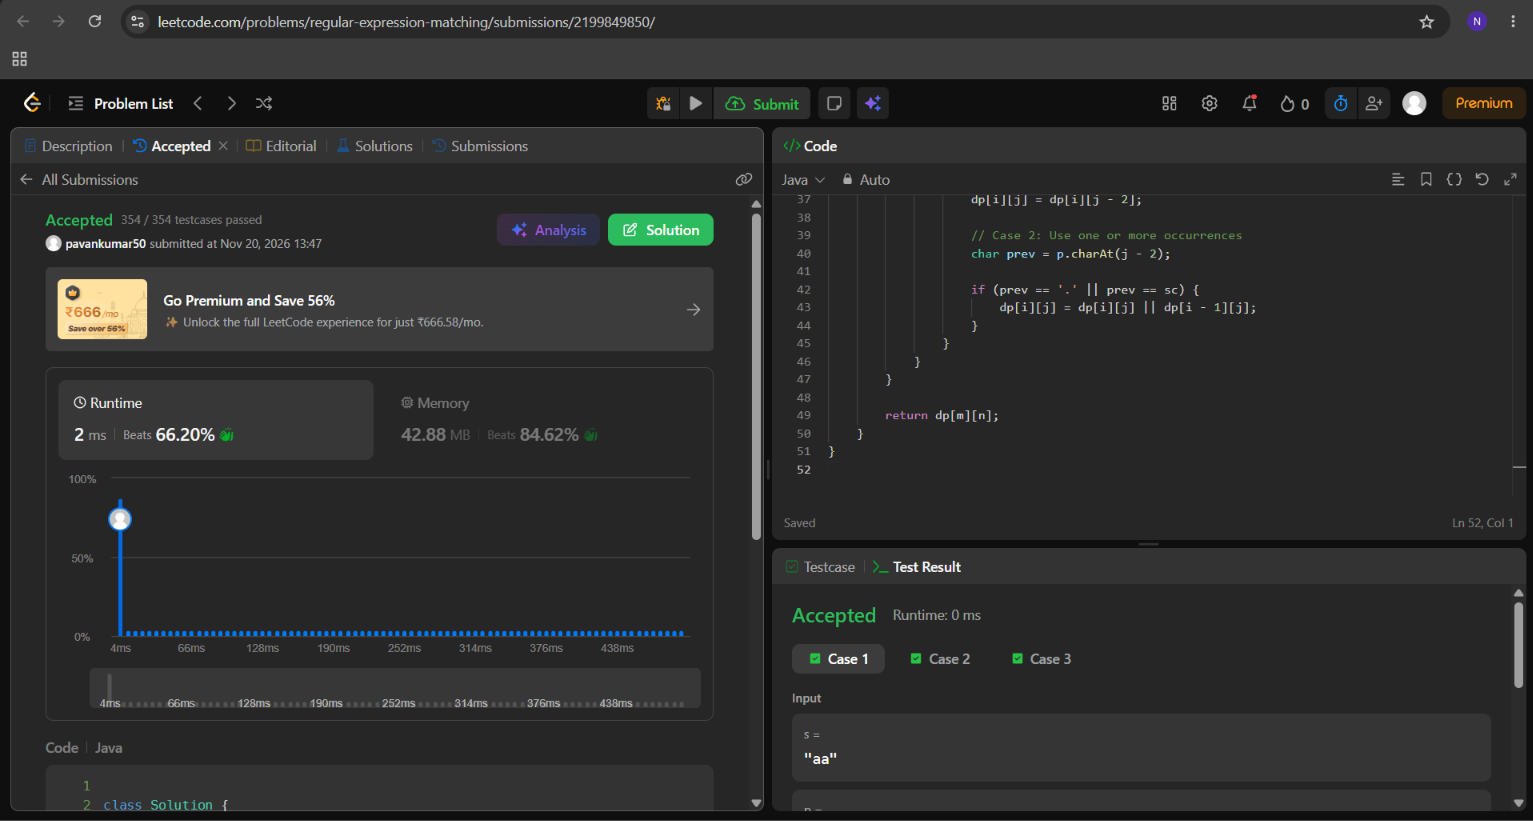 leetcode.com/problems/regular-expression-matching/submissions/2199849850/
N
Problem List
Submit
0
Premium
Description
Accepted
Editorial
Solutions
Submissions
All Submissions
Accepted 354 / 354 testcases passed
pavankumar50 submitted at Nov 20, 2026 13:47
Analysis
Solution
₹666 /mo
Save over 56%
Go Premium and Save 56%
✨ Unlock the full LeetCode experience for just ₹666.58/mo.
Runtime
2 ms Beats 66.20%
Memory
42.88 MB Beats 84.62%
100%
50%
0%
4ms 66ms 128ms 190ms 252ms 314ms 376ms 438ms
4ms 66ms 128ms 190ms 252ms 314ms 376ms 438ms
Code Java
1
2 class Solution {
</> Code
Java Auto
37 dp[i][j] = dp[i][j - 2];
38
39 // Case 2: Use one or more occurrences
40 char prev = p.charAt(j - 2);
41
42 if (prev == '.' || prev == sc) {
43 dp[i][j] = dp[i][j] || dp[i - 1][j];
44 }
45 }
46 }
47 }
48
49 return dp[m][n];
50 }
51 }
52
Saved
Ln 52, Col 1
Testcase
>_ Test Result
Accepted Runtime: 0 ms
Case 1 Case 2 Case 3
Input
s =
"aa"